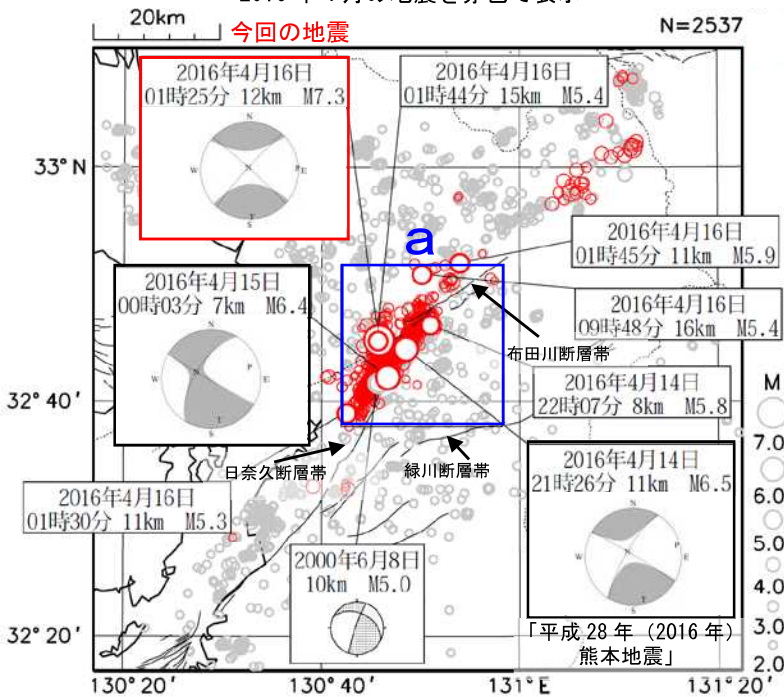 20km
今回の地震
N=2537
2016年4月16日
01時25分 12km M7.3
N
W
N
P
E
T
S
2016年4月16日
01時44分 15km M5.4
33°N
a
2016年4月16日
01時45分 11km M5.9
2016年4月15日
00時03分 7km M6.4
N
W
N
P
E
T
S
2016年4月16日
09時48分 16km M5.4
布田川断層帯
2016年4月14日
22時07分 8km M5.8
32°40'
日奈久断層帯
緑川断層帯
2016年4月14日
21時26分 11km M6.5
N
W
N
P
E
T
S
2016年4月16日
01時30分 11km M5.3
2000年6月8日
10km M5.0
「平成28年(2016年)
熊本地震」
32°20'
M
7.0
6.0
5.0
4.0
3.0
2.0
130°20'
130°40'
131°E
131°20'